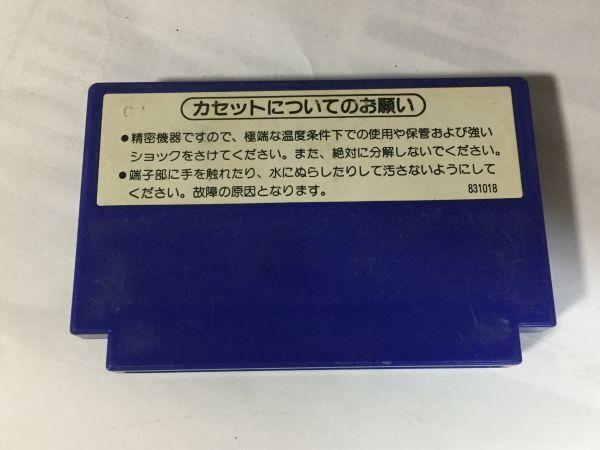 カセットについてのお願い
●精密機器ですので、極端な温度条件下での使用や保管および強い
ショックをさけてください。また、絶対に分解しないでください。
●端子部に手を触れたり、水にぬらしたりして汚さないようにして
ください。故障の原因となります。 831018